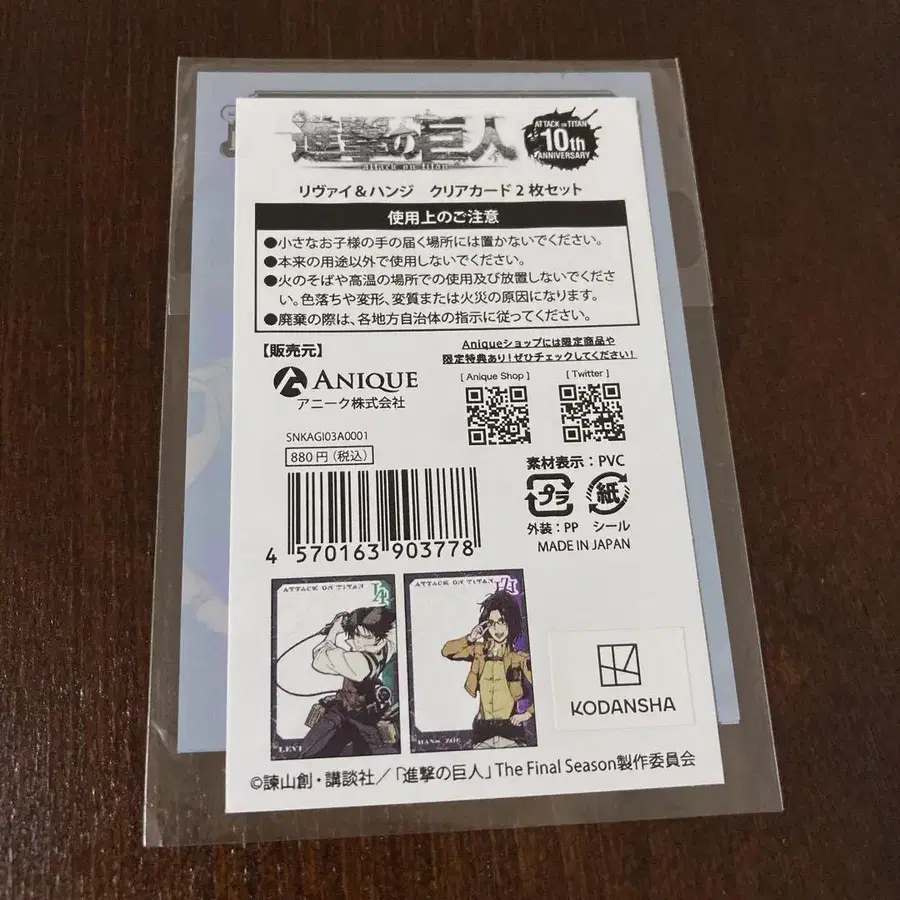 進撃の巨人
attack on titan
ATTACK ON TITAN
10th
ANNIVERSARY
リヴァイ&ハンジ クリアカード2枚セット
使用上のご注意
●小さなお子様の手の届く場所には置かないでください。
●本来の用途以外で使用しないでください。
●火のそばや高温の場所での使用及び放置しないでくださ
い。色落ちや変形、変質または火災の原因になります。
●廃棄の際は、各地方自治体の指示に従ってください。
【販売元】
ANIQUE
アニーク株式会社
Aniqueショップには限定商品や
限定特典あり!ぜひチェックしてください!
[ Anique Shop ]
[ Twitter ]
SNKAGI03A0001
880円(税込)
4 570163 903778
素材表示:PVC
プラ
紙
外装:PP シール
MADE IN JAPAN
ATTACK ON TITAN
LEVI
ATTACK ON TITAN
HANS ZOE
KODANSHA
©諫山創・講談社/「進撃の巨人」The Final Season製作委員会